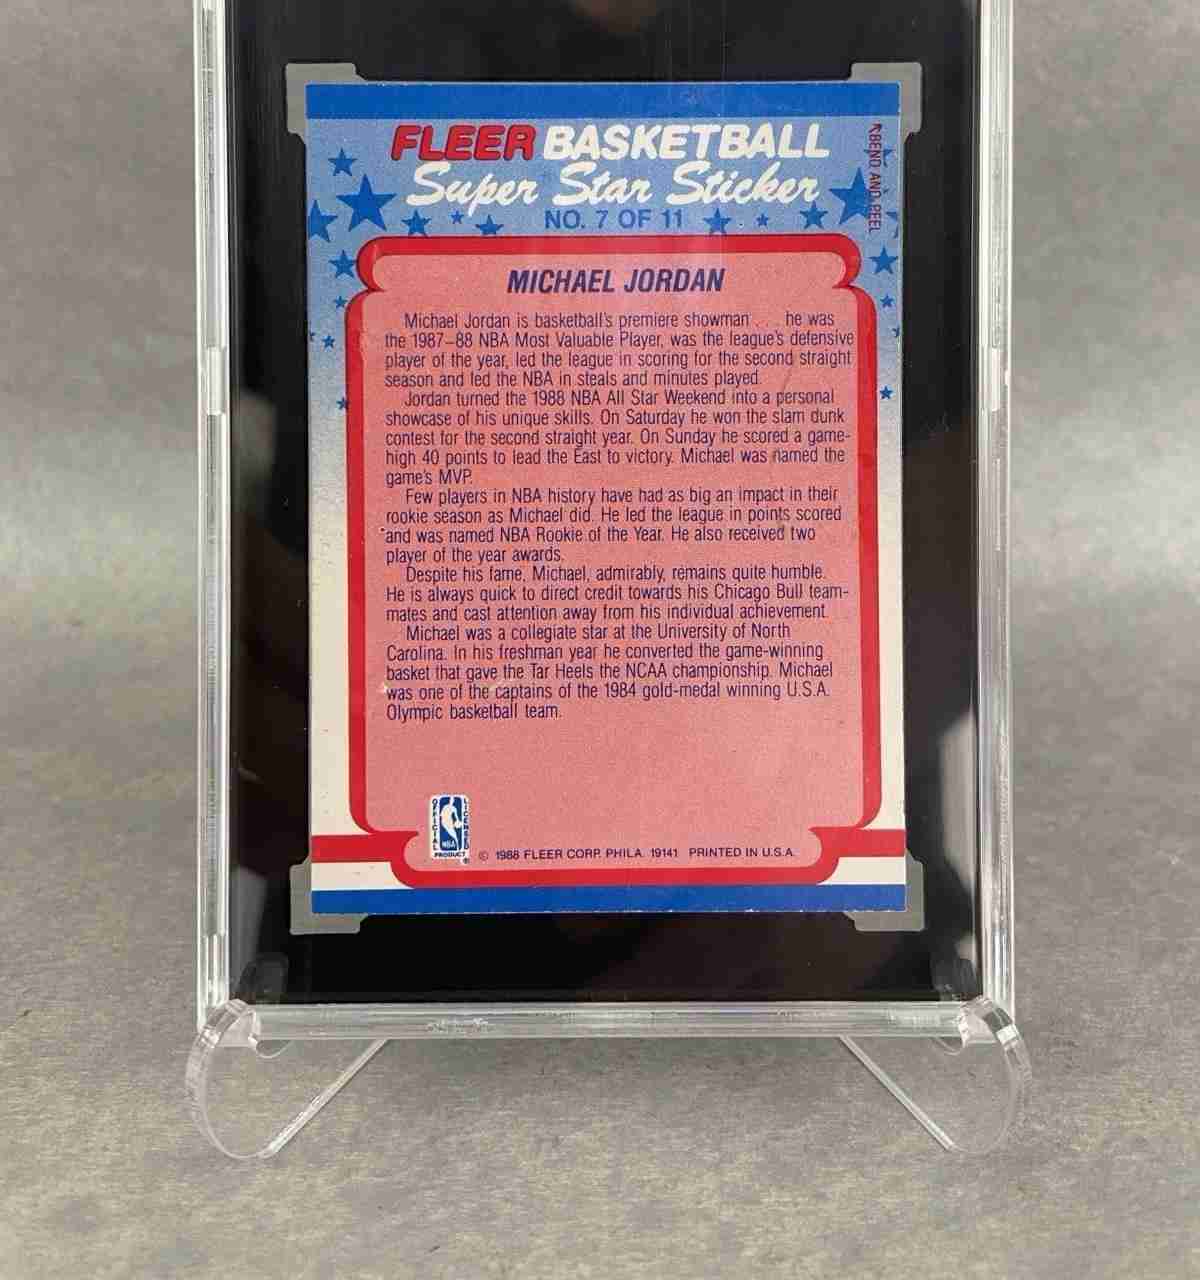 FLEER BASKETBALL
Super Star Sticker
NO. 7 OF 11
BEND AND PEEL
MICHAEL JORDAN
Michael Jordan is basketball's premiere showman . . . he was
the 1987–88 NBA Most Valuable Player, was the league's defensive
player of the year, led the league in scoring for the second straight
season and led the NBA in steals and minutes played.
Jordan turned the 1988 NBA All Star Weekend into a personal
showcase of his unique skills. On Saturday he won the slam dunk
contest for the second straight year. On Sunday he scored a game-
high 40 points to lead the East to victory. Michael was named the
game's MVP.
Few players in NBA history have had as big an impact in their
rookie season as Michael did. He led the league in points scored
and was named NBA Rookie of the Year. He also received two
player of the year awards.
Despite his fame, Michael, admirably, remains quite humble.
He is always quick to direct credit towards his Chicago Bull team-
mates and cast attention away from his individual achievement.
Michael was a collegiate star at the University of North
Carolina. In his freshman year he converted the game-winning
basket that gave the Tar Heels the NCAA championship. Michael
was one of the captains of the 1984 gold-medal winning U.S.A.
Olympic basketball team.
OFFICIAL LICENSED
NBA
PRODUCT ®
© 1988 FLEER CORP. PHILA. 19141 PRINTED IN U.S.A.